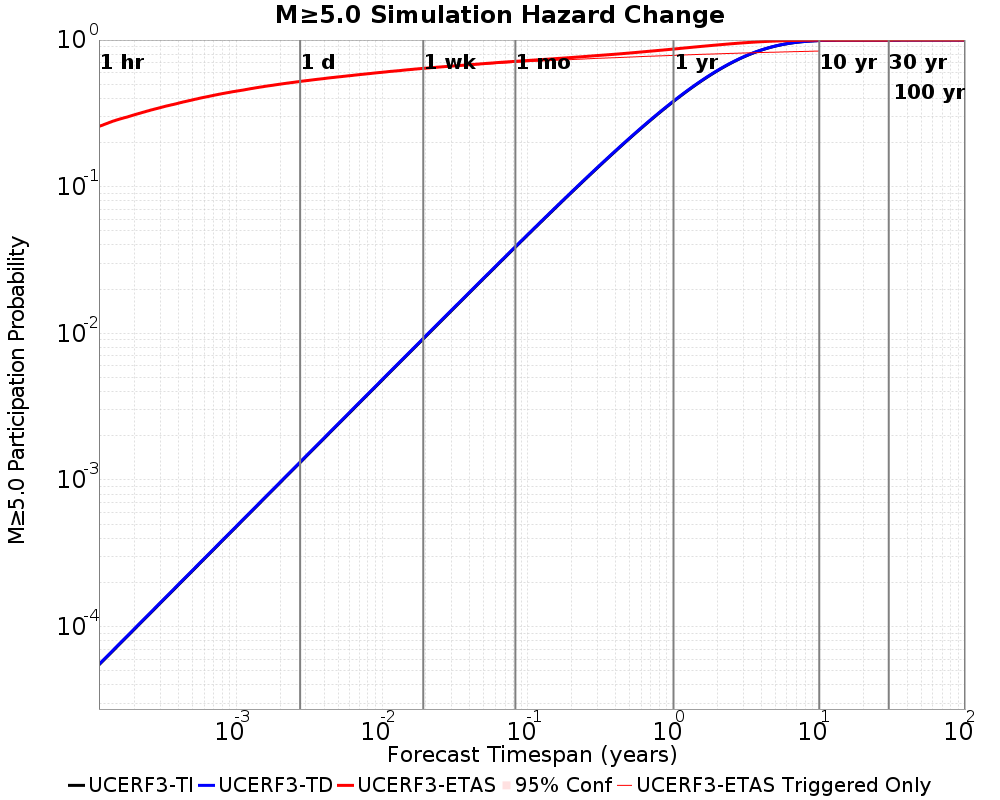 M≥5.0 Simulation Hazard Change
10^0
10^-1
10^-2
10^-3
10^-4
M≥5.0 Participation Probability
1 hr
1 d
1 wk
1 mo
1 yr
10 yr
30 yr
100 yr
10^-3
10^-2
10^-1
10^0
10^1
10^2
Forecast Timespan (years)
UCERF3-TI UCERF3-TD UCERF3-ETAS 95% Conf UCERF3-ETAS Triggered Only